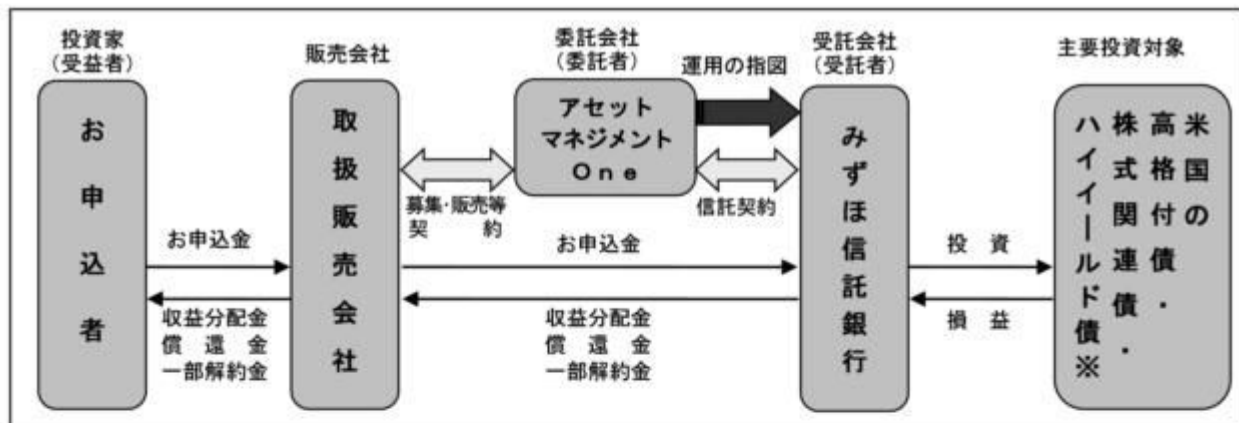 投資家
(受益者)
お申込者
販売会社
取扱販売会社
委託会社
(委託者)
アセット
マネジメント
One
運用の指図
受託会社
(受託者)
みずほ信託銀行
主要投資対象
米国の
高格付債・
株式関連債・
ハイイールド債※
募集・販売等
契 約
信託契約
お申込金
収益分配金
償 還 金
一部解約金
お申込金
収益分配金
償 還 金
一部解約金
投 資
損 益